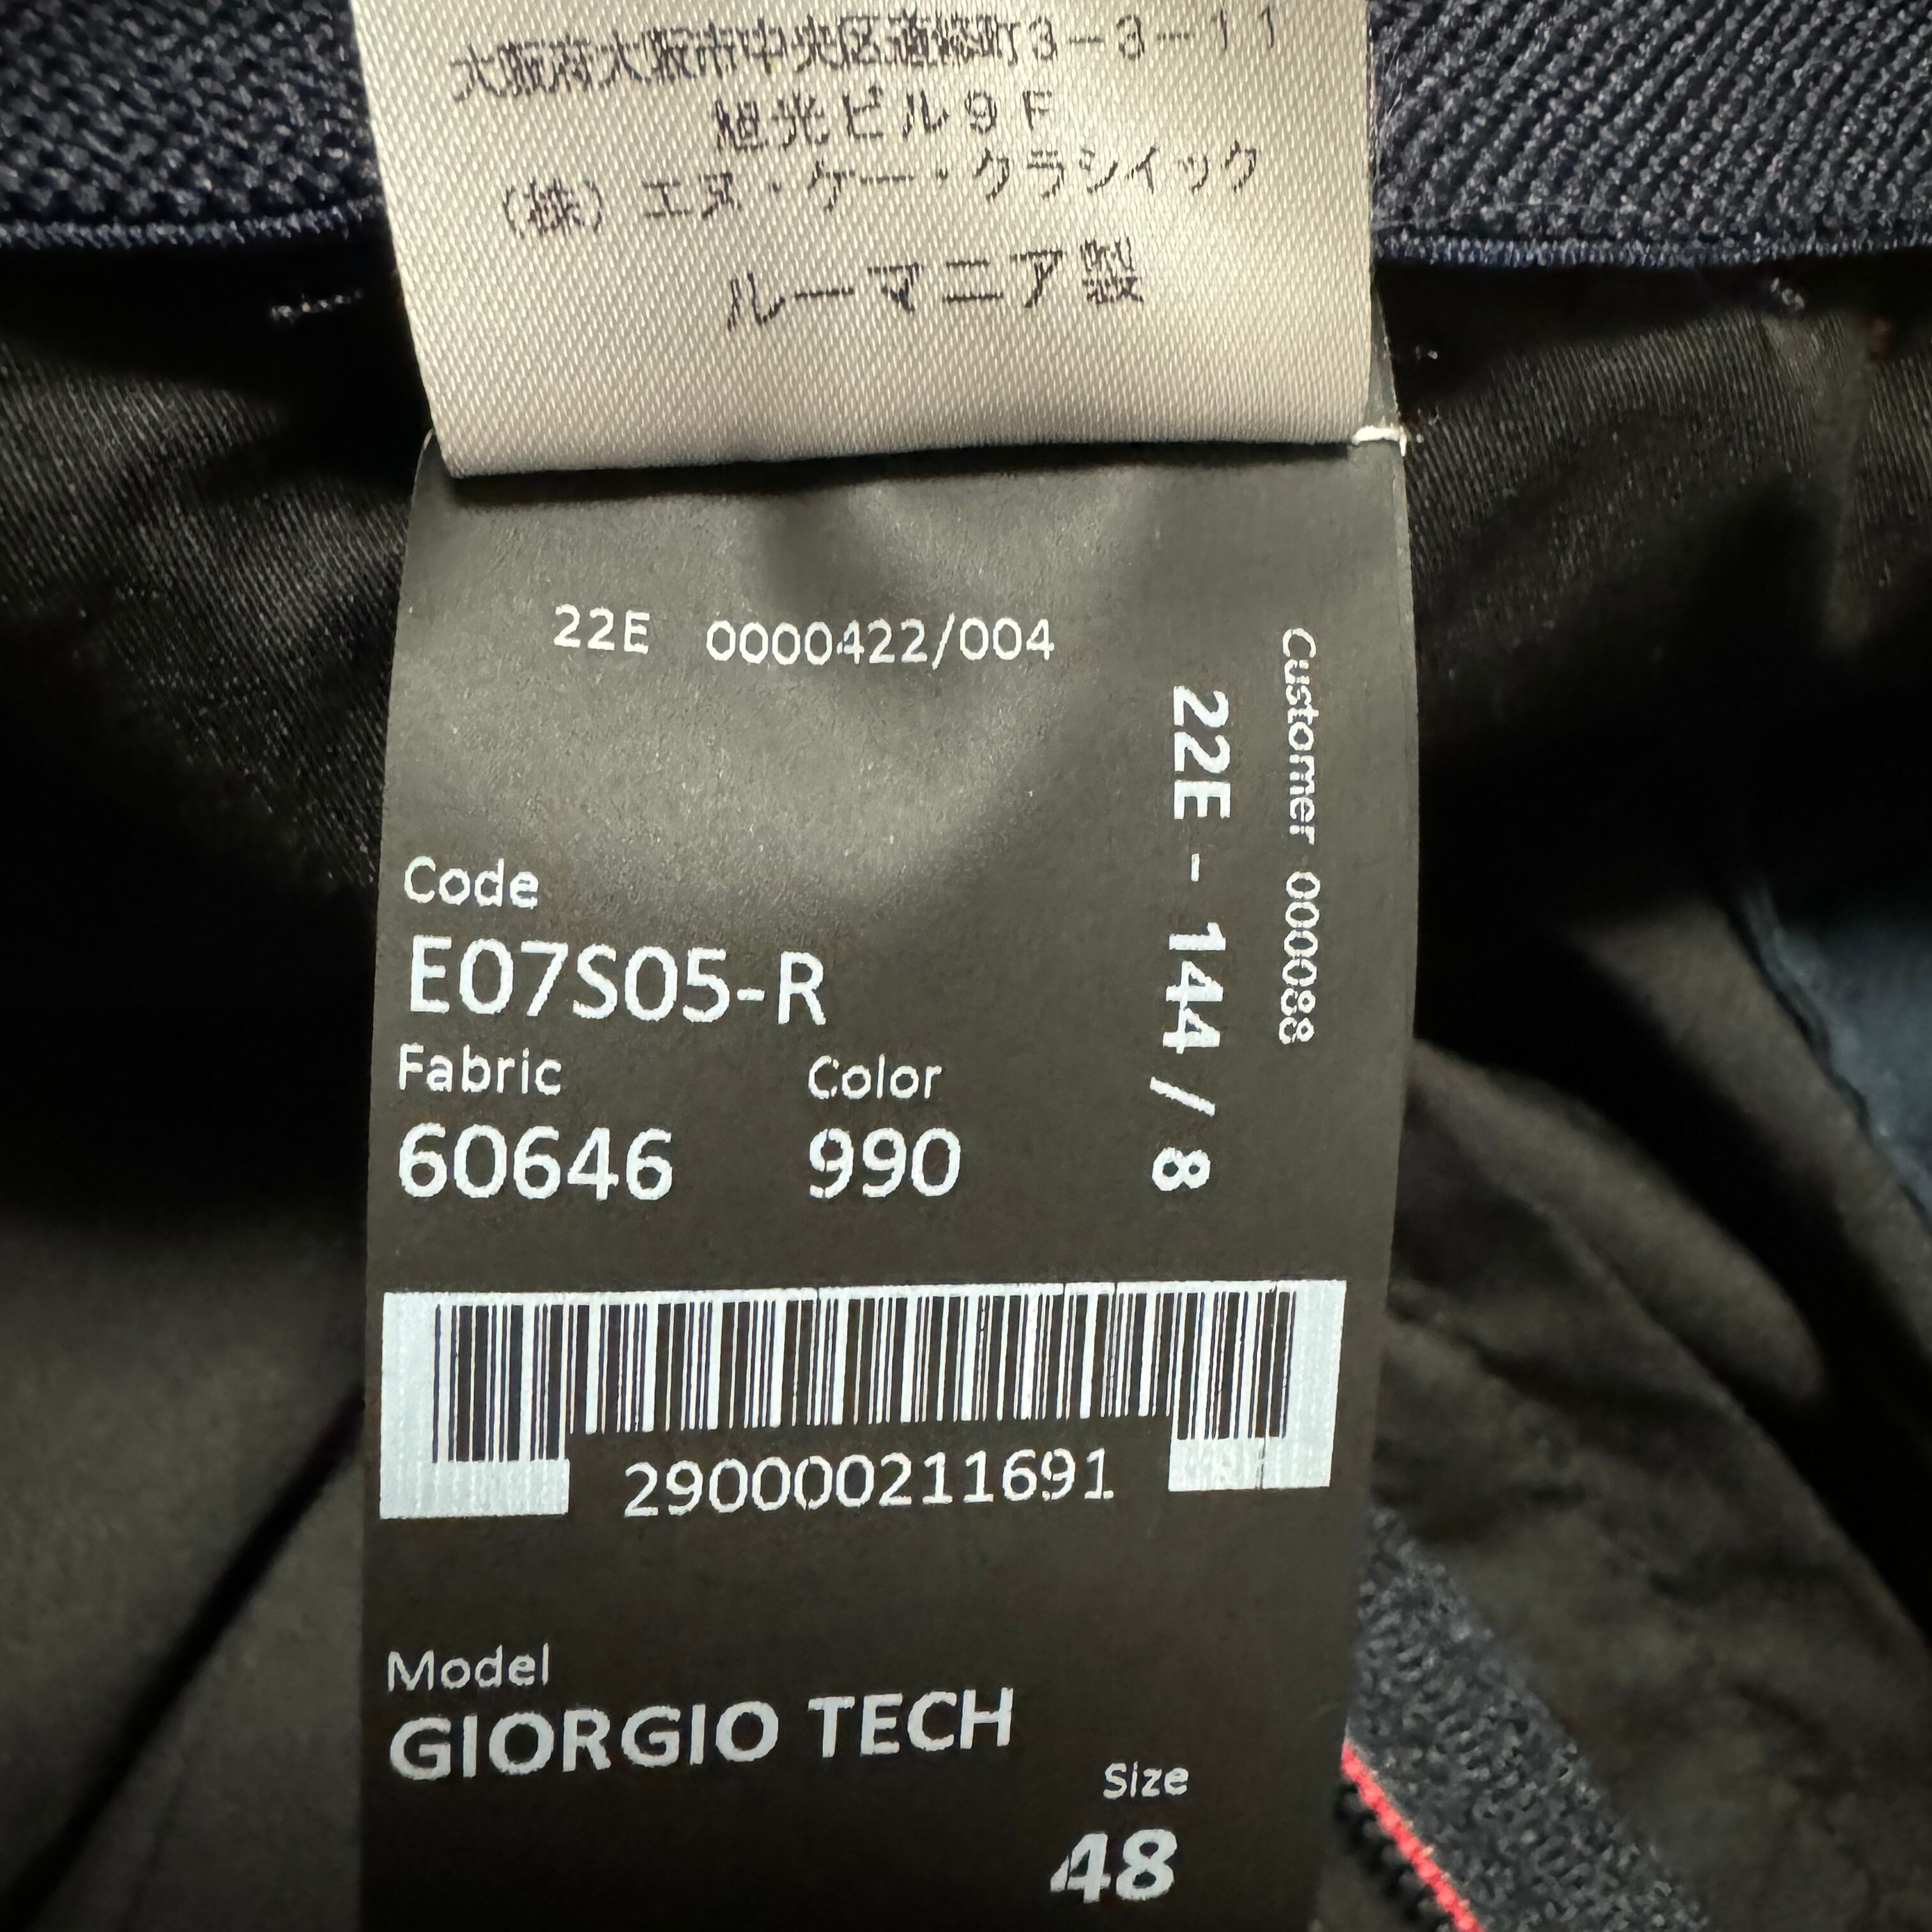 大阪府大阪市中央区道修町3-3-11
旭光ビル9F
(株) エヌ・ケー・クラシイック
ルーマニア製
22E 0000422/004
Customer 000088
22E - 144 / 8
Code
E07S05-R
Fabric Color
60646 990
290000211691
Model
GIORGIO TECH
Size
48